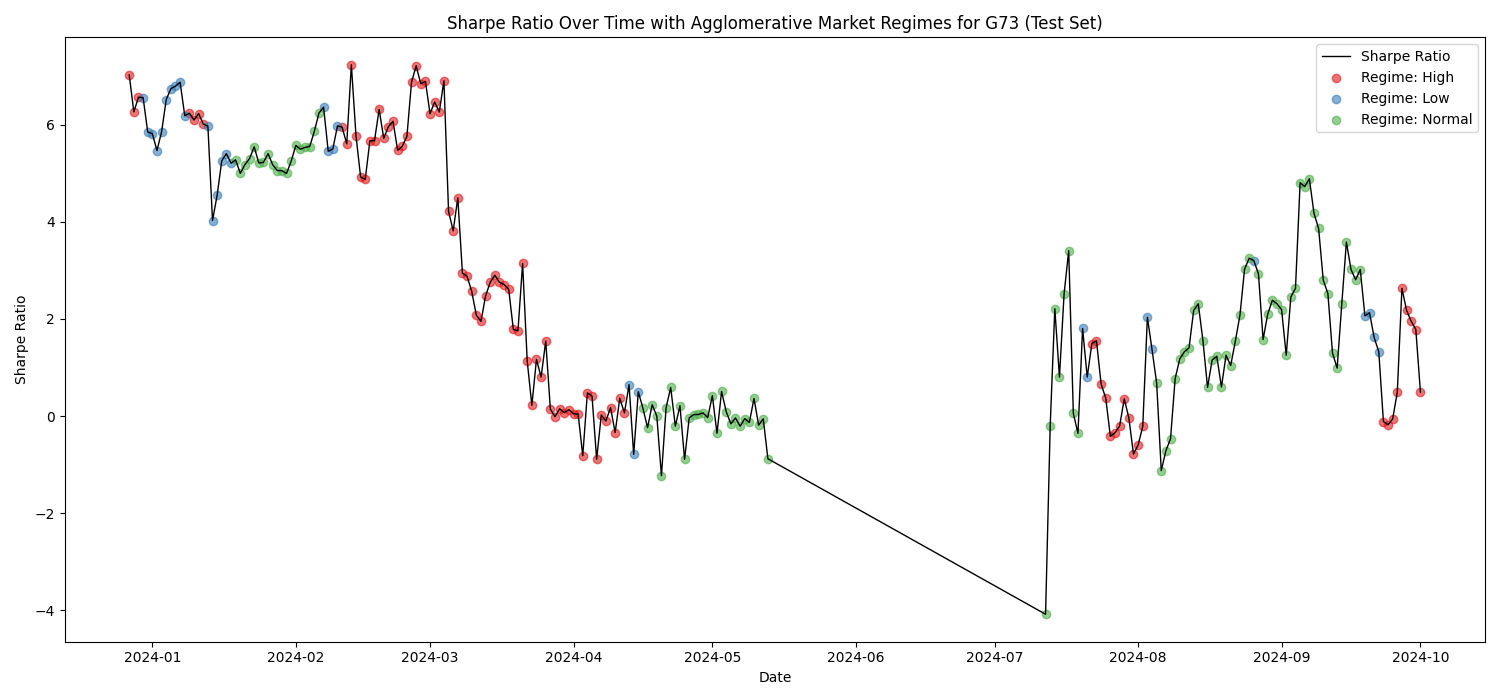 Sharpe Ratio Over Time with Agglomerative Market Regimes for G73 (Test Set)
Sharpe Ratio
Regime: High
Regime: Low
Regime: Normal
Sharpe Ratio
6
4
2
0
−2
−4
2024-01
2024-02
2024-03
2024-04
2024-05
2024-06
2024-07
2024-08
2024-09
2024-10
Date